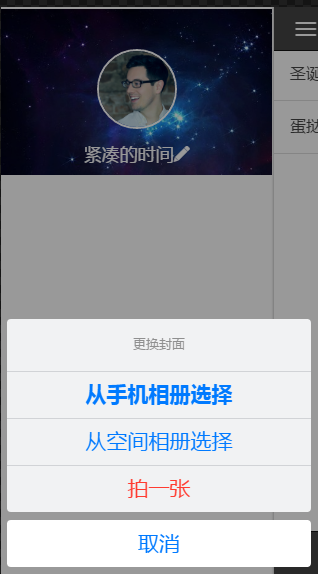 紧凑的时间
圣诞
蛋挞
更换封面
从手机相册选择
从空间相册选择
拍一张
取消